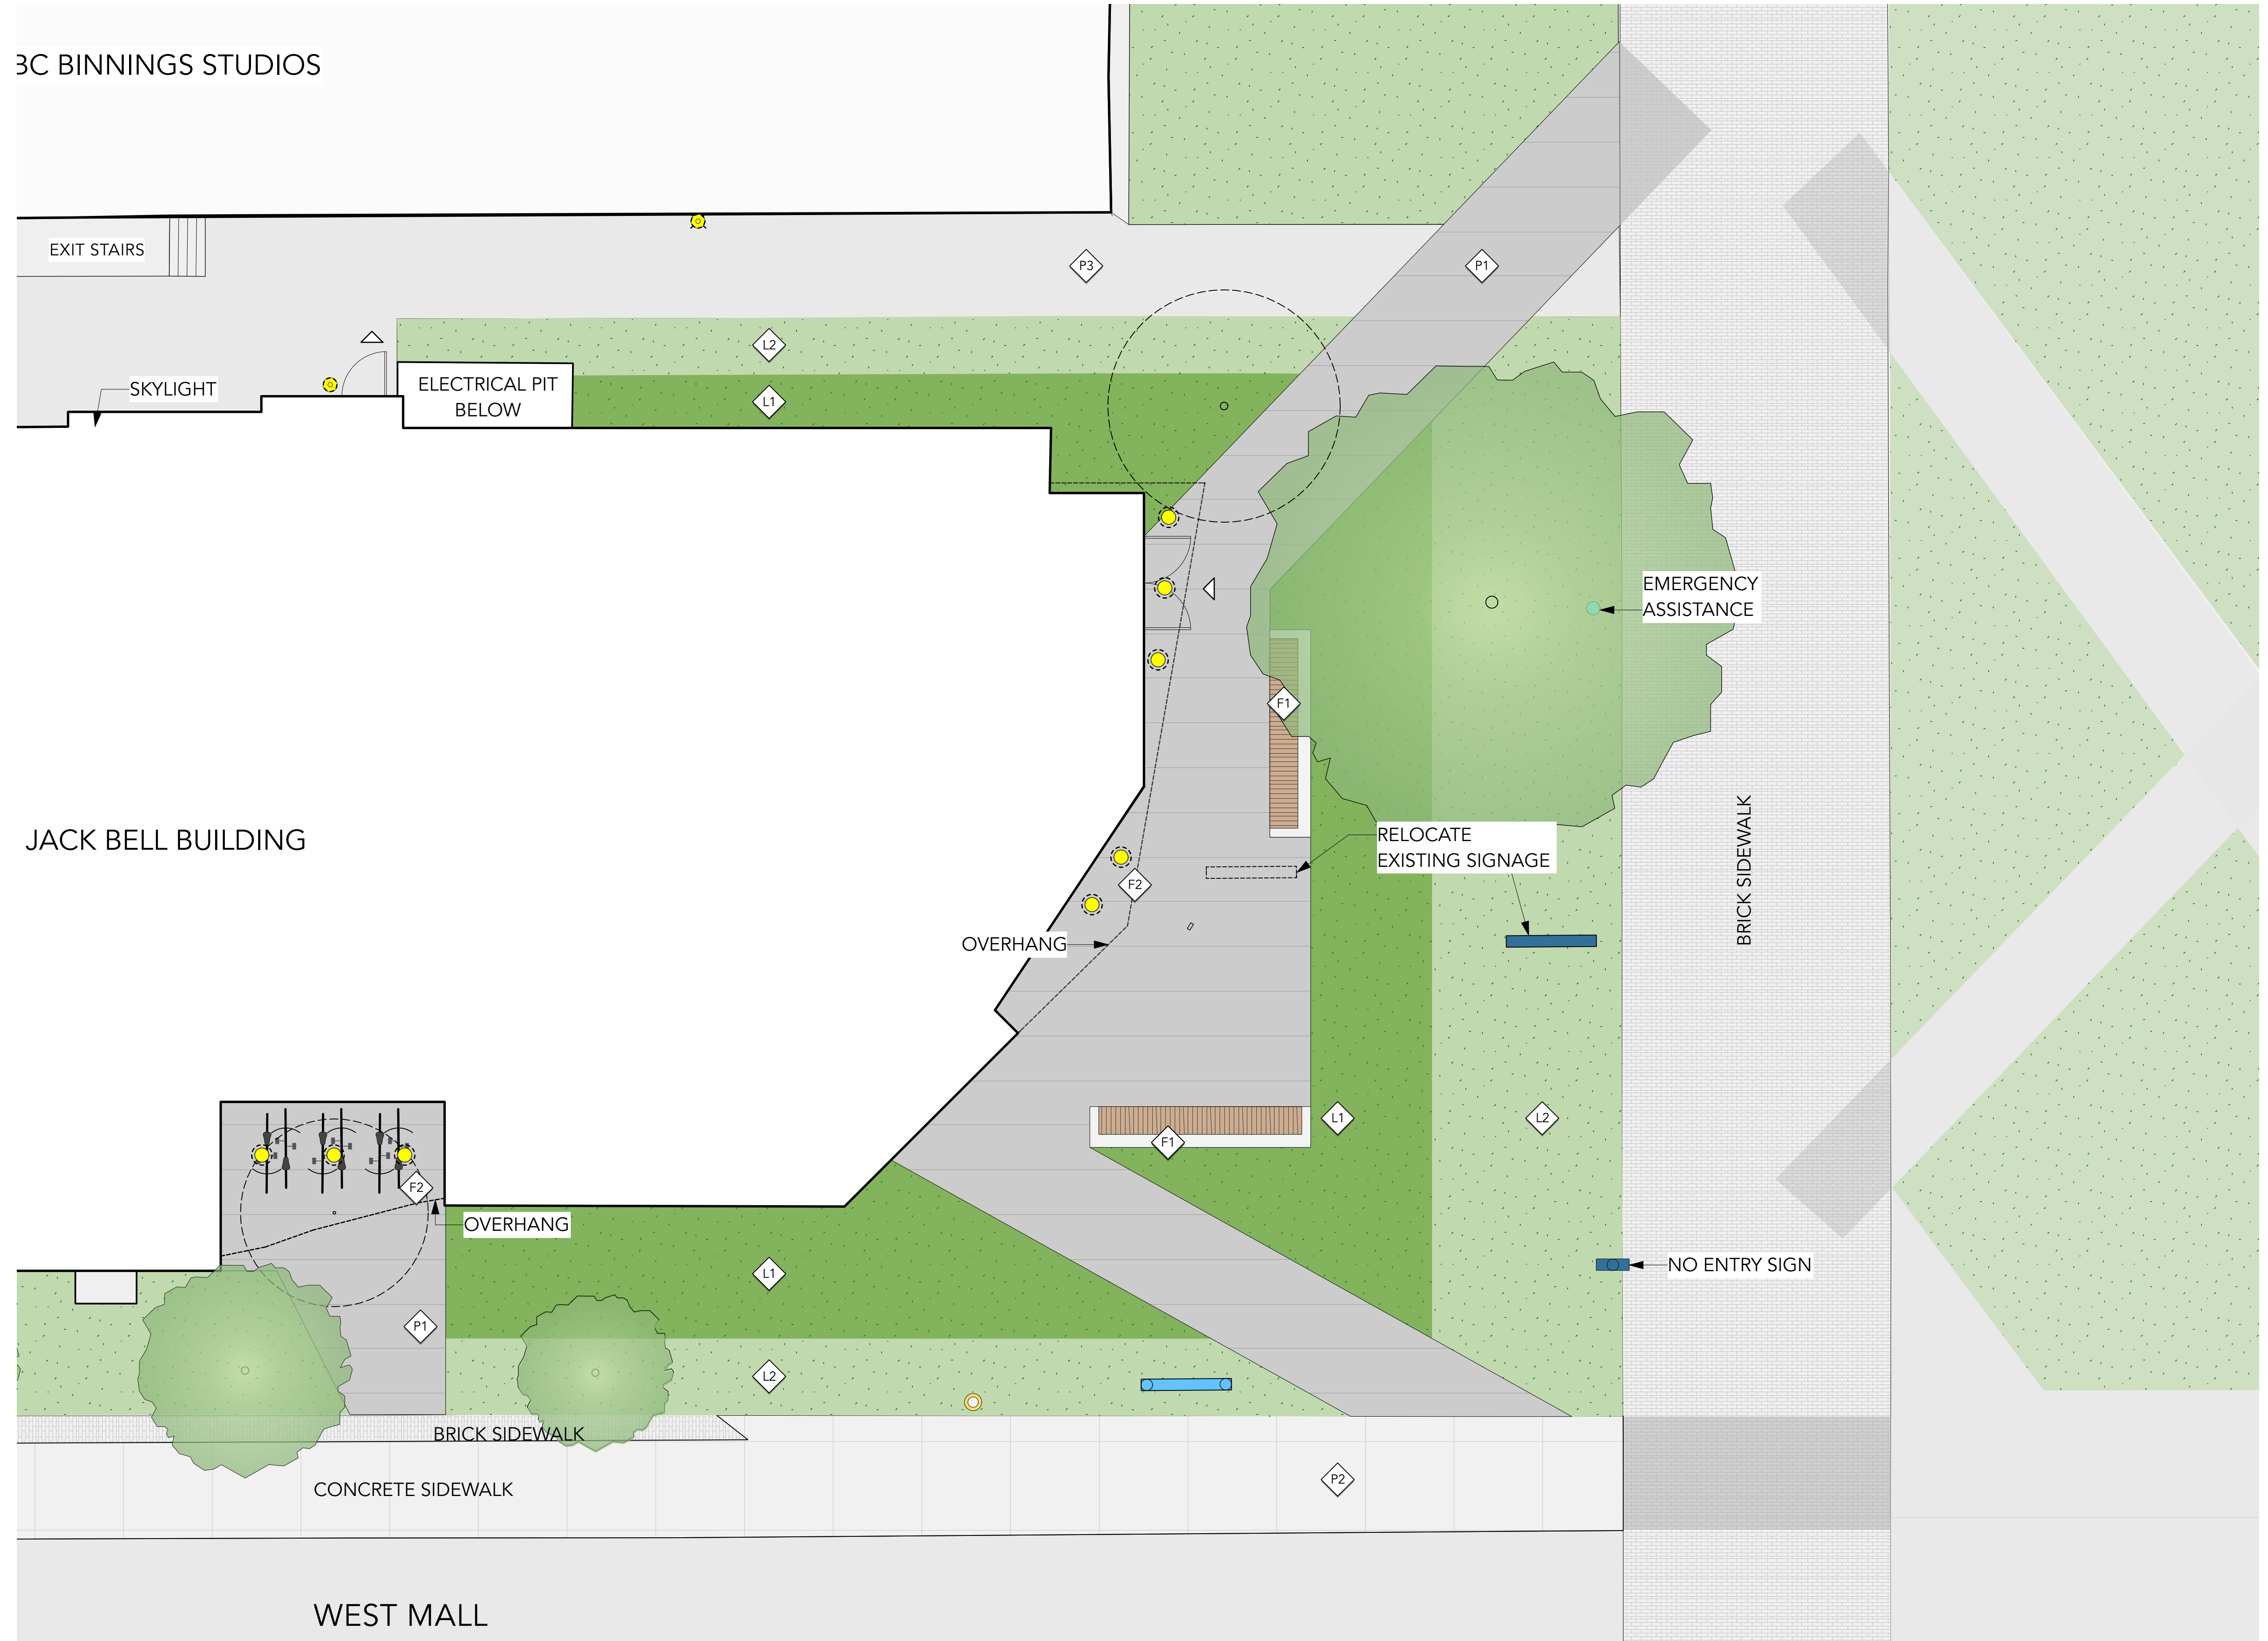 BC BINNINGS STUDIOS
EXIT STAIRS
P3
P1
L2
SKYLIGHT
ELECTRICAL PIT
BELOW
L1
EMERGENCY
ASSISTANCE
F1
JACK BELL BUILDING
RELOCATE
EXISTING SIGNAGE
BRICK SIDEWALK
F2
OVERHANG
L1
L2
F1
F2
OVERHANG
NO ENTRY SIGN
L1
P1
L2
BRICK SIDEWALK
CONCRETE SIDEWALK
P2
WEST MALL